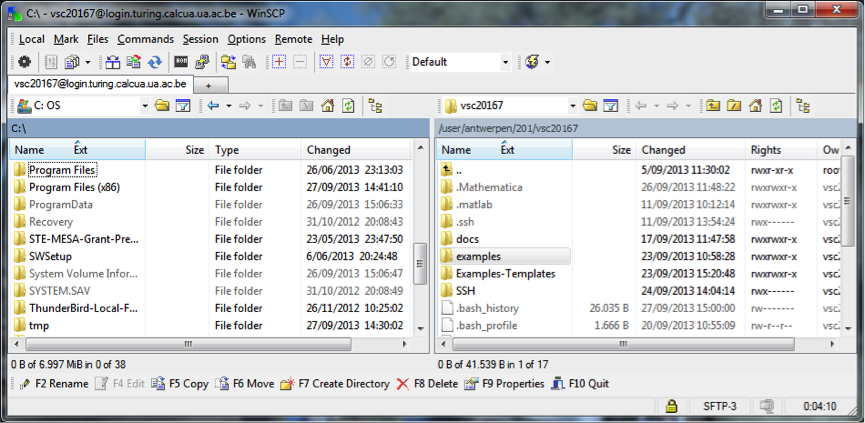 C:\ - vsc20167@login.turing.calcua.ua.ac.be - WinSCP
Local Mark Files Commands Session Options Remote Help
Default
vsc20167@login.turing.calcua.ua.ac.be +
C: OS vsc20167
C:\ /user/antwerpen/201/vsc20167
Name Ext Size Type Changed Name Ext Size Changed Rights Ow
Program Files File folder 26/06/2013 23:13:03 .. 5/09/2013 11:30:02 rwxr-xr-x roo
Program Files (x86) File folder 27/09/2013 14:41:10 .Mathematica 26/09/2013 11:48:22 rwxrwxr-x vsc2
ProgramData File folder 26/09/2013 15:06:33 .matlab 11/09/2013 10:12:14 rwxrwxr-x vsc2
Recovery File folder 31/10/2012 20:08:43 .ssh 11/09/2013 13:54:24 rwx------ vsc2
STE-MESA-Grant-Pre... File folder 23/05/2013 23:47:50 docs 17/09/2013 11:47:58 rwxrwxr-x vsc2
SWSetup File folder 6/06/2013 20:24:48 examples 23/09/2013 10:58:28 rwxrwxr-x vsc2
System Volume Infor... File folder 26/09/2013 15:06:47 Examples-Templates 23/09/2013 15:20:48 rwxrwxr-x vsc2
SYSTEM.SAV File folder 31/10/2012 20:08:49 SSH 24/09/2013 14:04:14 rwx------ vsc2
ThunderBird-Local-F... File folder 26/11/2012 10:25:02 .bash_history 26.035 B 27/09/2013 15:00:00 rw------- vsc2
tmp File folder 27/09/2013 14:30:02 .bash_profile 1.666 B 20/09/2013 10:55:09 rw-r--r-- vsc2
0 B of 6.997 MiB in 0 of 38 0 B of 41.539 B in 1 of 17
F2 Rename F4 Edit F5 Copy F6 Move F7 Create Directory F8 Delete F9 Properties F10 Quit
SFTP-3 0:04:10